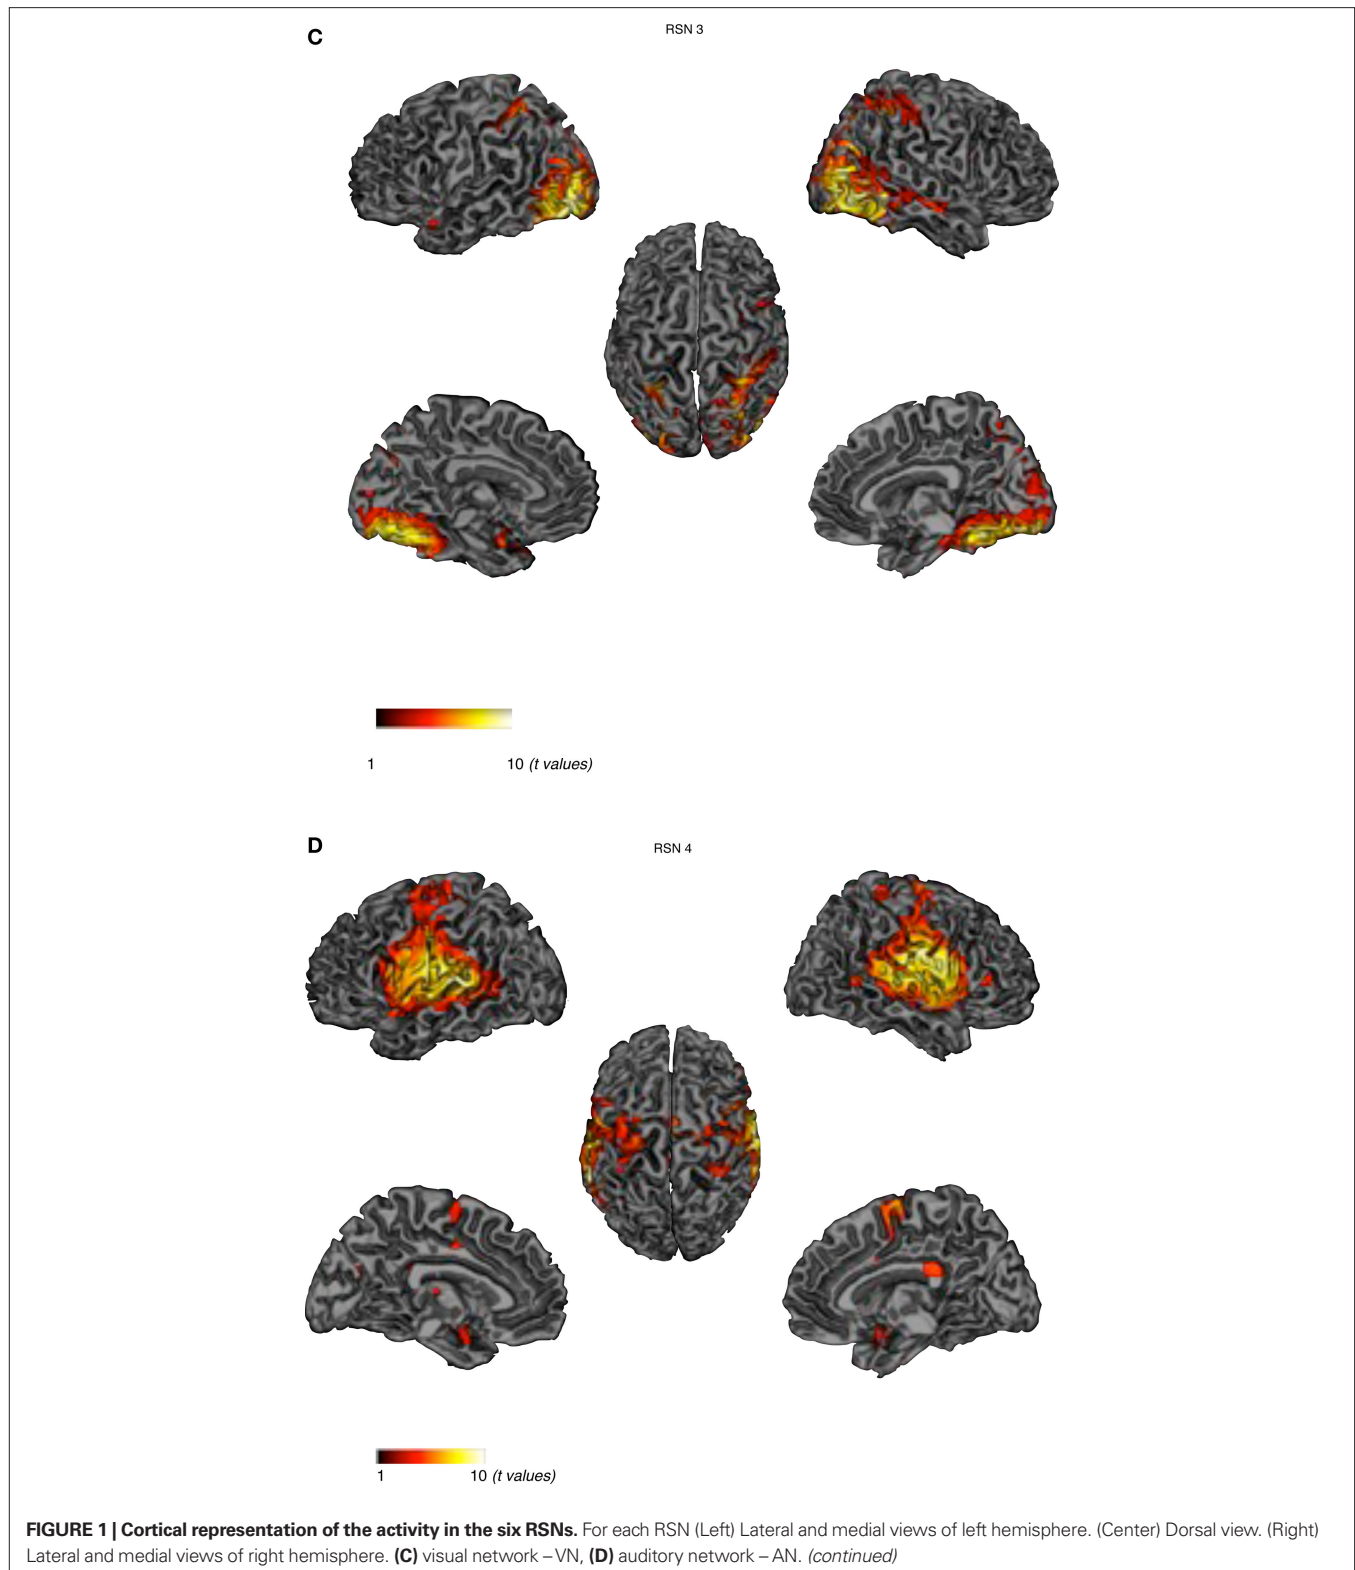 C
RSN 3
1
10 (t values)
D
RSN 4
1
10 (t values)
FIGURE 1 | Cortical representation of the activity in the six RSNs. For each RSN (Left) Lateral and medial views of left hemisphere. (Center) Dorsal view. (Right)
Lateral and medial views of right hemisphere. (C) visual network – VN, (D) auditory network – AN. (continued)